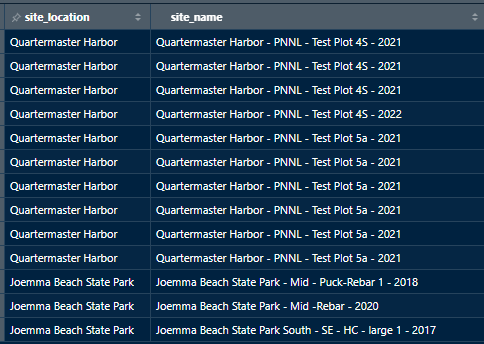 site_location site_name
Quartermaster Harbor Quartermaster Harbor - PNNL - Test Plot 4S - 2021
Quartermaster Harbor Quartermaster Harbor - PNNL - Test Plot 4S - 2021
Quartermaster Harbor Quartermaster Harbor - PNNL - Test Plot 4S - 2021
Quartermaster Harbor Quartermaster Harbor - PNNL - Test Plot 4S - 2022
Quartermaster Harbor Quartermaster Harbor - PNNL - Test Plot 5a - 2021
Quartermaster Harbor Quartermaster Harbor - PNNL - Test Plot 5a - 2021
Quartermaster Harbor Quartermaster Harbor - PNNL - Test Plot 5a - 2021
Quartermaster Harbor Quartermaster Harbor - PNNL - Test Plot 5a - 2021
Quartermaster Harbor Quartermaster Harbor - PNNL - Test Plot 5a - 2021
Quartermaster Harbor Quartermaster Harbor - PNNL - Test Plot 5a - 2021
Joemma Beach State Park Joemma Beach State Park - Mid - Puck-Rebar 1 - 2018
Joemma Beach State Park Joemma Beach State Park - Mid -Rebar - 2020
Joemma Beach State Park Joemma Beach State Park South - SE - HC - large 1 - 2017